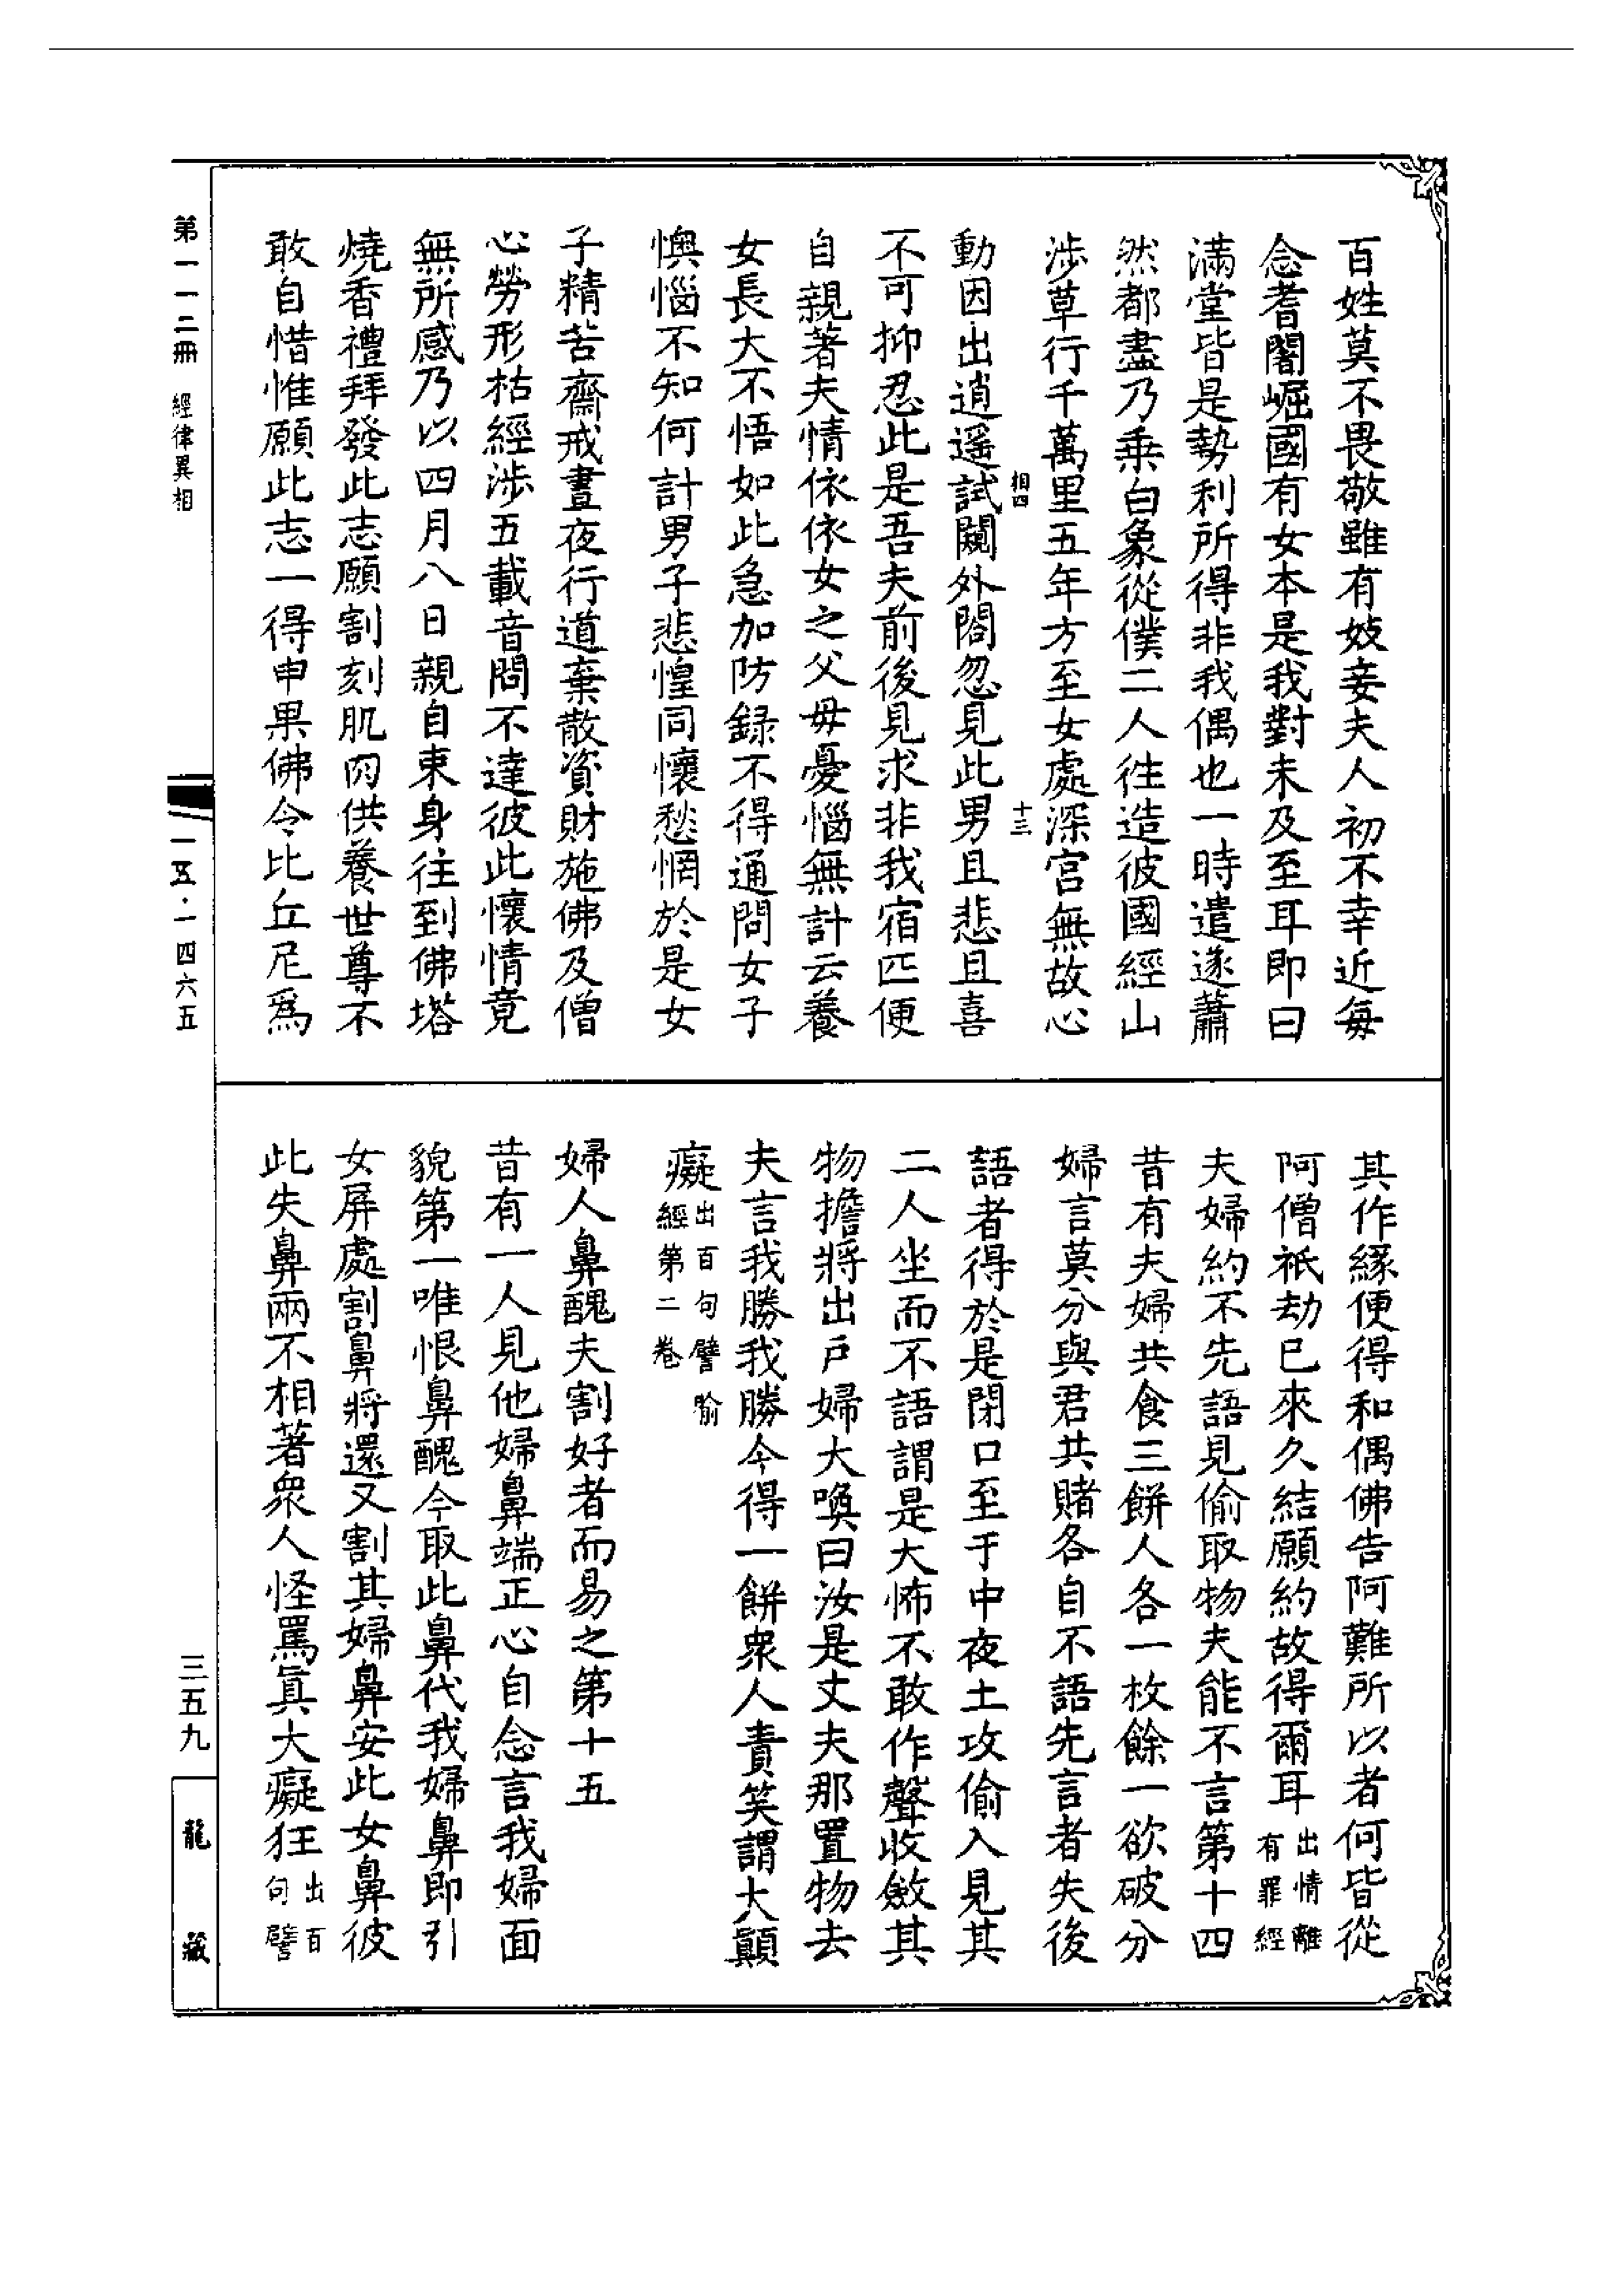 百姓莫不畏敬雖有妓妾夫人初不幸近每
念耆闍崛國有女本是我對未及至耳即曰
滿堂皆是勢利所得非我偶也一時遣遂蕭
然都盡乃乘白象從僕二人往造彼國經山
涉草行千萬里五年方至女處深宮無故心
相四 十三
動因出逍遥試闚外閤忽見此男且悲且喜
不可抑忍此是吾夫前後見求非我宿匹便
自親著夫情依依女之父母憂惱無計云養
女長大不悟如此急加防録不得通問女子
懊惱不知何計男子悲惶同懷愁惘於是女
子精苦齋戒晝夜行道棄散資財施佛及僧
心勞形枯經涉五載音問不達彼此懷情竟
無所感乃以四月八日親自束身往到佛塔
燒香禮拜發此志願割刻肌肉供養世尊不
敢自惜惟願此志一得申果佛令比丘尼爲
其作緣便得和偶佛告阿難所以者何皆從
阿僧祇劫已來久結願約故得爾耳出情離有罪經
夫婦約不先語見偷取物夫能不言第十四
昔有夫婦共食三餅人各一枚餘一欲破分
婦言莫分與君共賭各自不語先言者失後
語者得於是閉口至于中夜土攻偷入見其
二人坐而不語謂是大怖不敢作聲收斂其
物擔將出戶婦大喚曰汝是丈夫那置物去
夫言我勝我勝今得一餅衆人責笑謂大顛
癡出百句譬喻經第二卷
婦人鼻醜夫割好者而易之第十五
昔有一人見他婦鼻端正心自念言我婦面
貌第一唯恨鼻醜今取此鼻代我婦鼻即引
女屏處割鼻將還又割其婦鼻安此女鼻彼
此失鼻兩不相著衆人怪罵真大癡狂出百句譬
第一一二冊 經律異相
一五·一四六五
三五九
龍藏